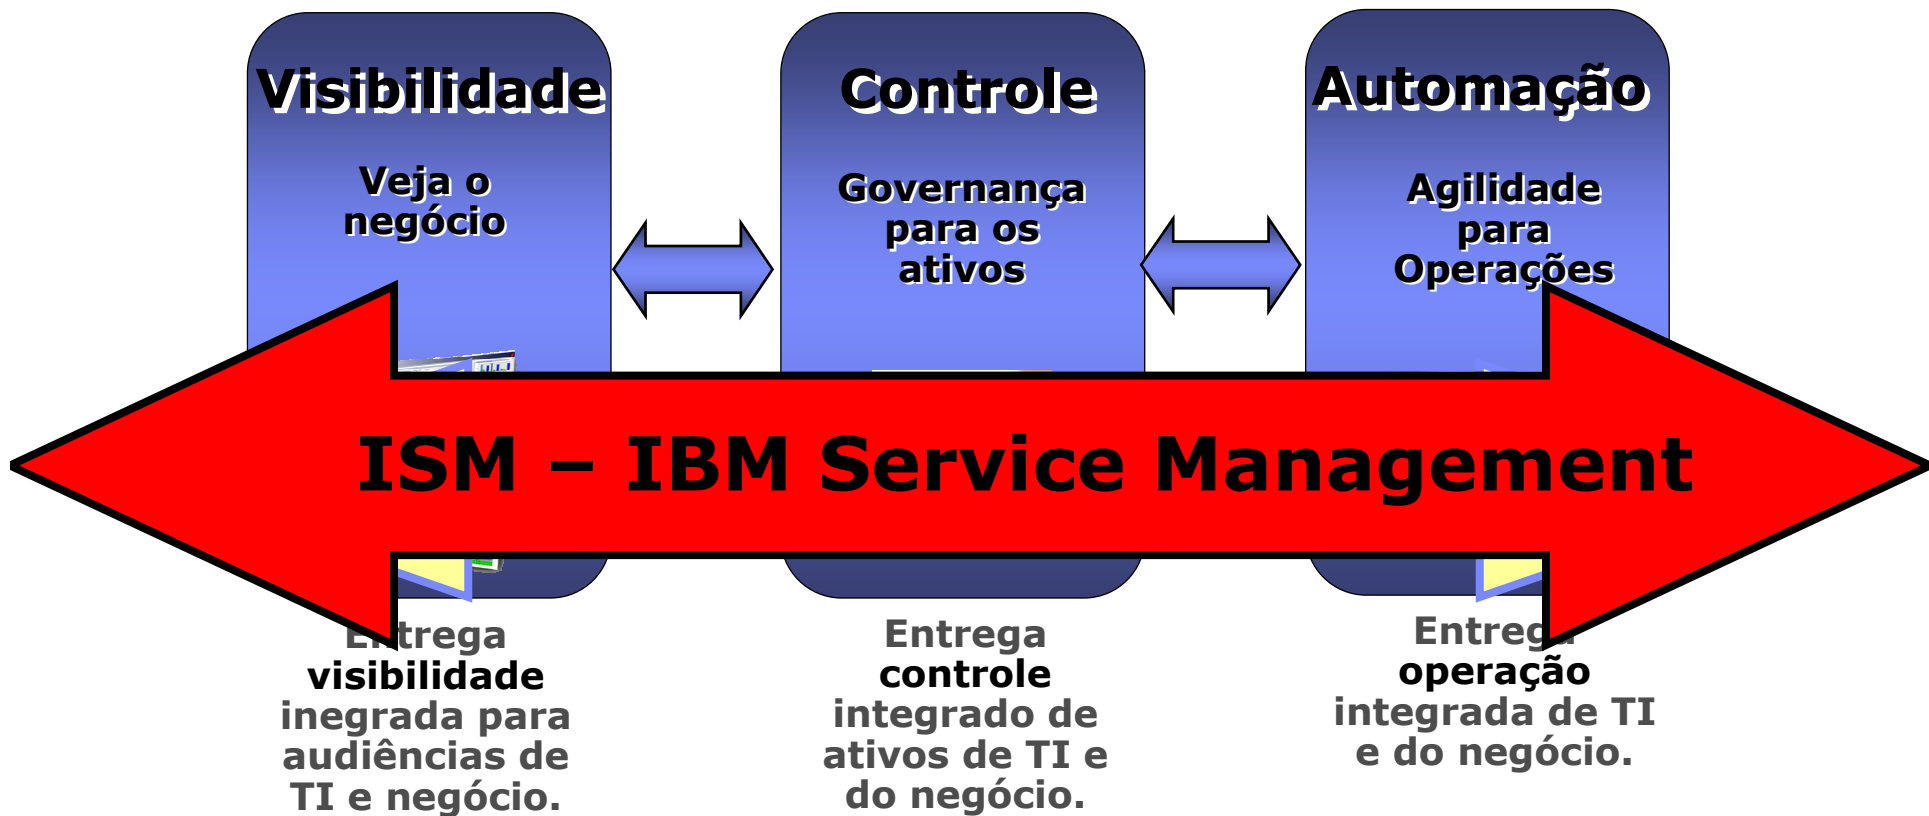 Visibilidade
Veja o
negócio
Controle
Governança
para os
ativos
Automação
Agilidade
para
Operações
ISM – IBM Service Management
Entrega
visibilidade
inegrada para
audiências de
TI e negócio.
Entrega
controle
integrado de
ativos de TI e
do negócio.
Entrega
operação
integrada de TI
e do negócio.